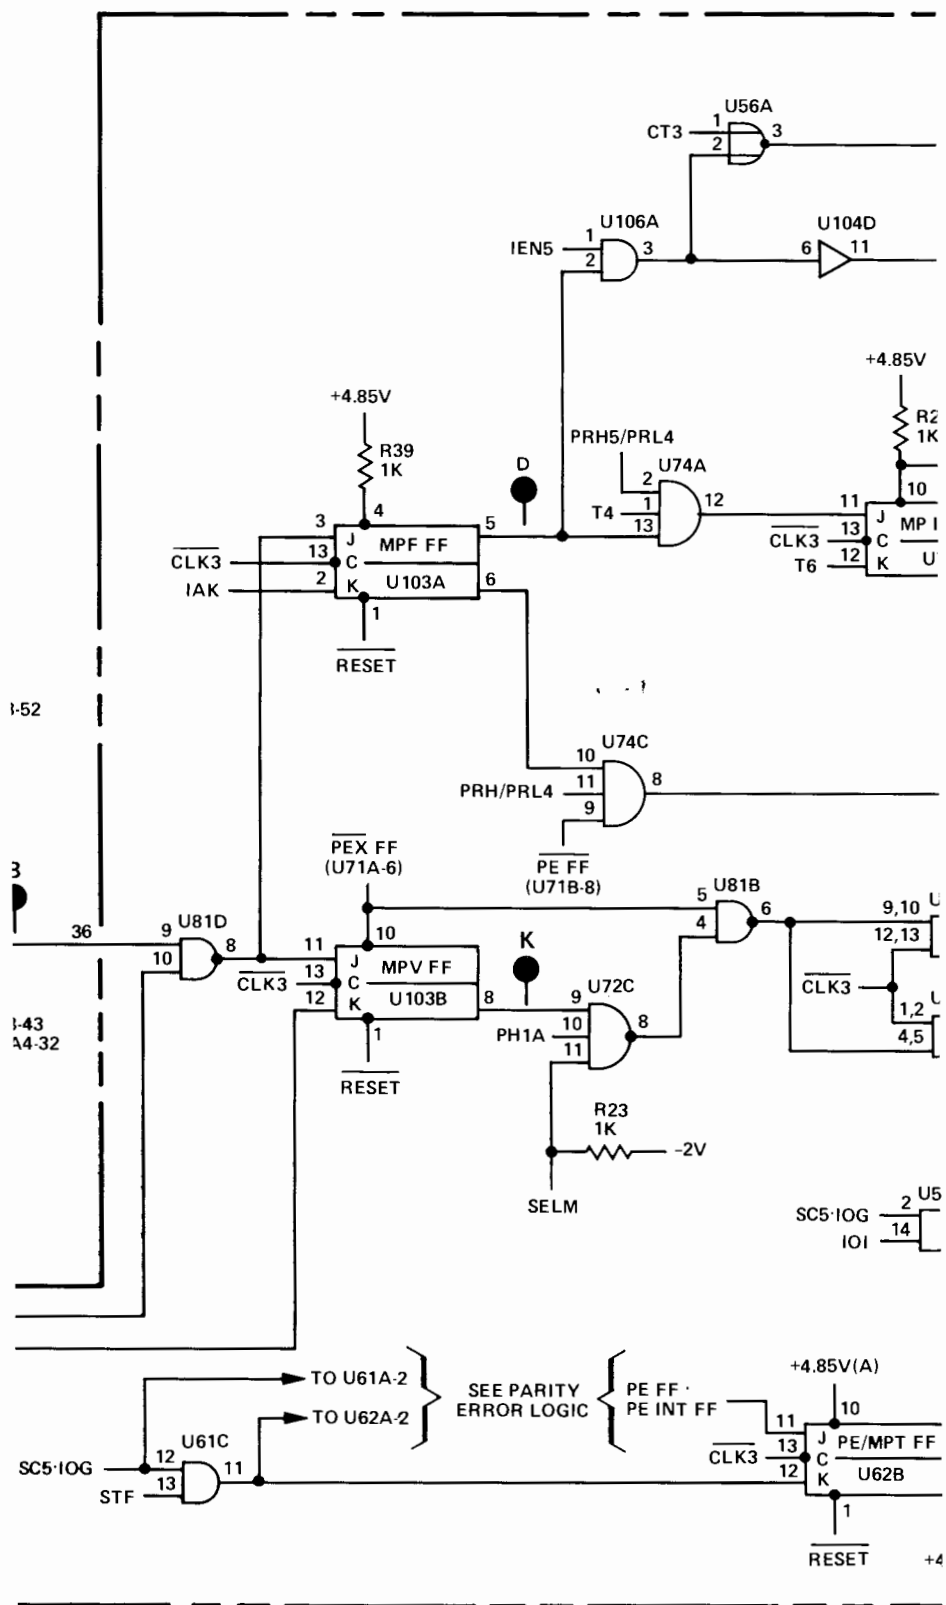 U56A
CT3 1 3
2
U106A
U104D
IEN5 1 3
2
6 11
+4.85V
+4.85V
R39
1K
PRH5/PRL4
1K
D
U74A
2
4
10
T4 1 12 11
13
3 J MPF FF 5
J
CLK3 13 C
CLK3 13 C
IAK 2 K U103A 6
T6 12 K
1
RESET
3-52
U74C
10
PRH/PRL4 11 8
9
PEX FF
(U71A-6)
PE FF
(U71B-8)
U81B
5 6
4
9,10
12,13
U81D
36 9 8
10
10
11 J MPV FF
CLK3 13 C
12 K U103B 8
K
U72C
9
PH1A 10 8
11
CLK3
1,2
4,5
3-43
A4-32
1
RESET
R23
1K
-2V
SELM
SC5·IOG 2
IOI 14
TO U61A-2
TO U62A-2
SEE PARITY
ERROR LOGIC
PE FF ·
PE INT FF
+4.85V(A)
10
U61C
SC5·IOG 12 11
STF 13
11 J PE/MPT FF
CLK3 13 C
12 K U62B
1
RESET